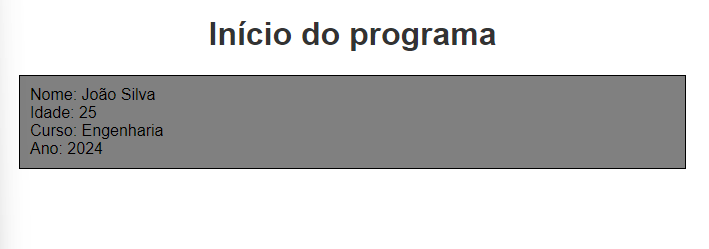 Início do programa
Nome: João Silva
Idade: 25
Curso: Engenharia
Ano: 2024